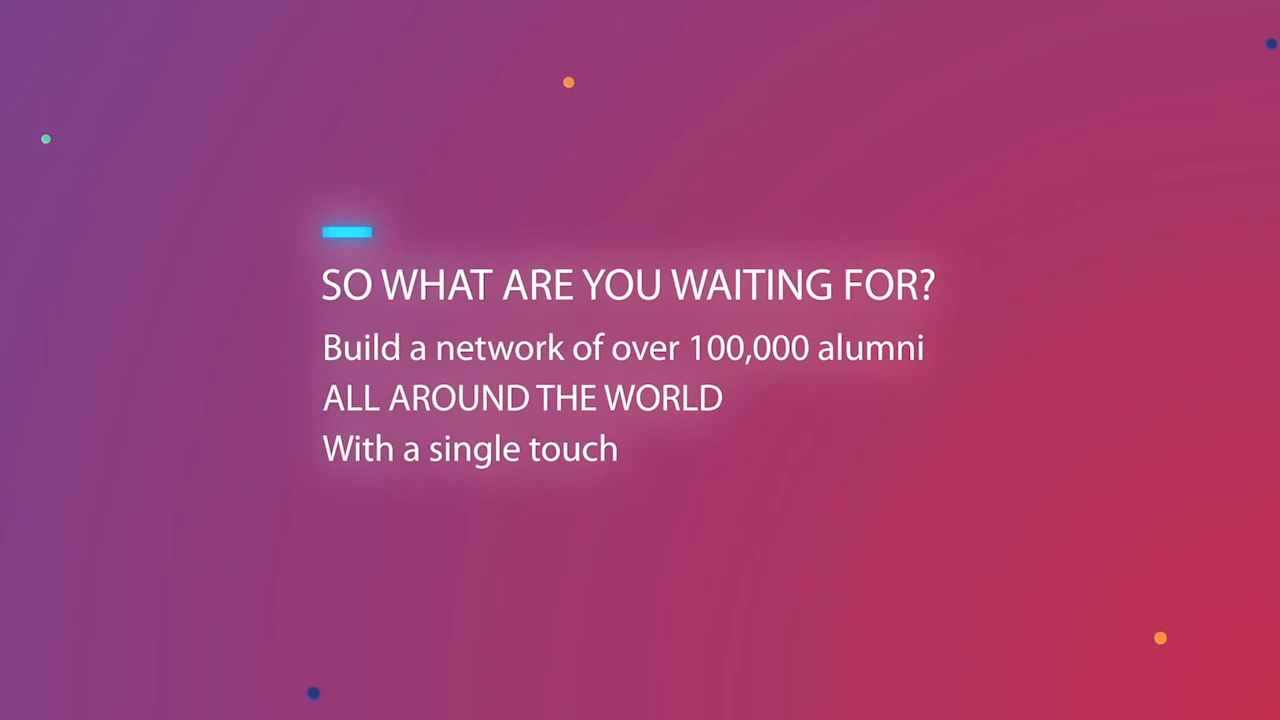 SO WHAT ARE YOU WAITING FOR?
Build a network of over 100,000 alumni
ALL AROUND THE WORLD
With a single touch